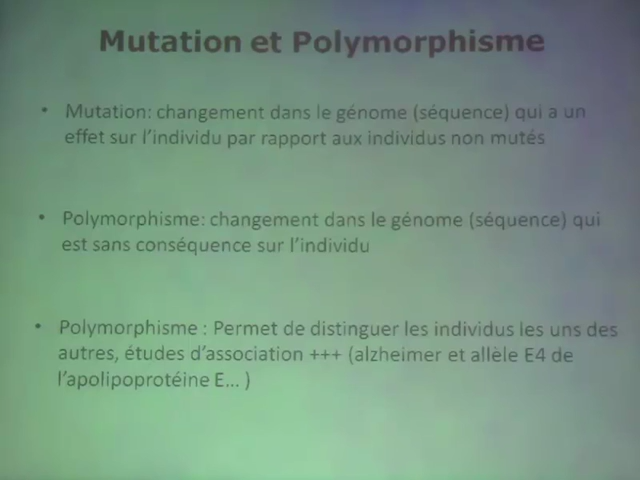 Mutation et Polymorphisme
• Mutation: changement dans le génome (séquence) qui a un
effet sur l'individu par rapport aux individus non mutés
• Polymorphisme: changement dans le génome (séquence) qui
est sans conséquence sur l'individu
• Polymorphisme : Permet de distinguer les individus les uns des
autres, études d'association +++ (alzheimer et allèle E4 de
l'apolipoprotéine E... )